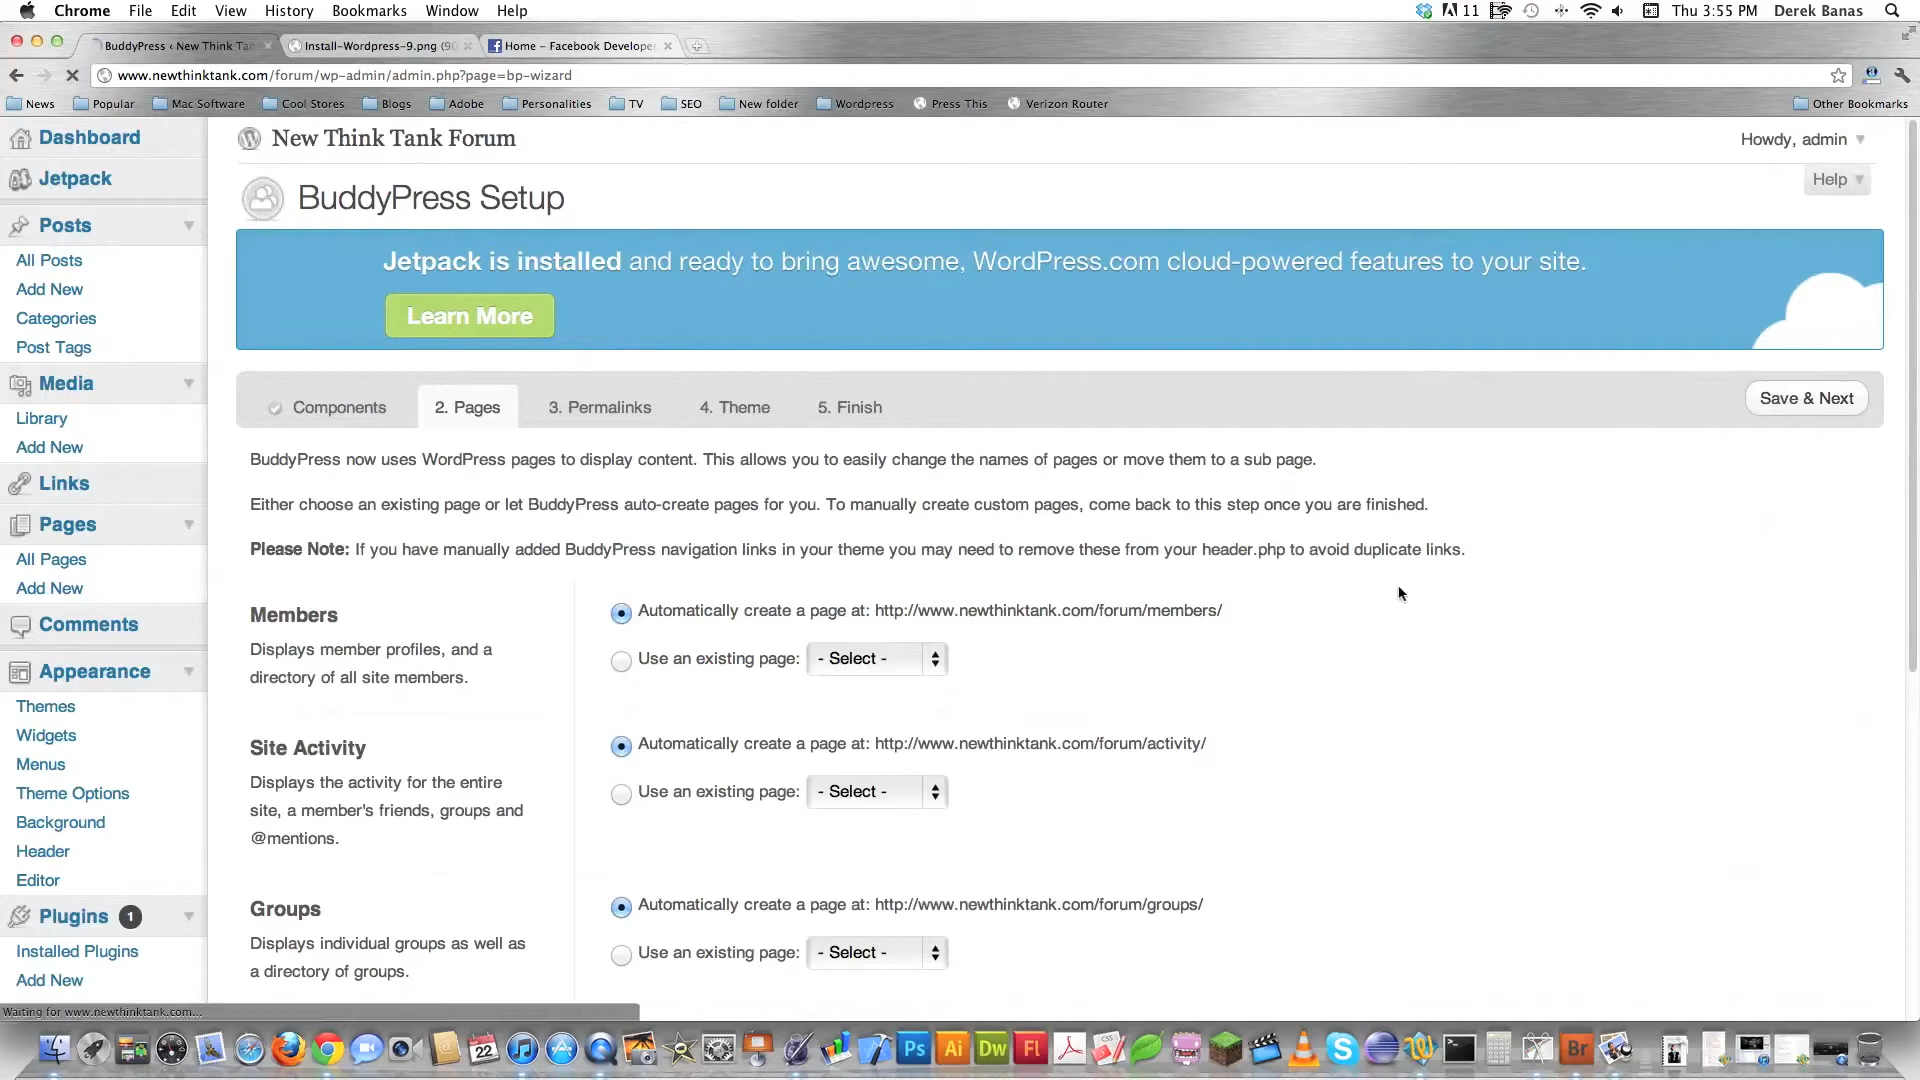 Chrome File Edit View History Bookmarks Window Help
11
Thu 3:55 PM Derek Banas
BuddyPress ‹ New Think Tan
Install-Wordpress-9.png (90
Home – Facebook Developer
www.newthinktank.com/forum/wp-admin/admin.php?page=bp-wizard
News Popular Mac Software Cool Stores Blogs Adobe Personalities TV SEO New folder Wordpress Press This Verizon Router Other Bookmarks
Dashboard
Jetpack
Posts
All Posts
Add New
Categories
Post Tags
Media
Library
Add New
Links
Pages
All Pages
Add New
Comments
Appearance
Themes
Widgets
Menus
Theme Options
Background
Header
Editor
Plugins 1
Installed Plugins
Add New
New Think Tank Forum
Howdy, admin
Help
BuddyPress Setup
Jetpack is installed and ready to bring awesome, WordPress.com cloud-powered features to your site.
Learn More
Components 2. Pages 3. Permalinks 4. Theme 5. Finish
Save & Next
BuddyPress now uses WordPress pages to display content. This allows you to easily change the names of pages or move them to a sub page.
Either choose an existing page or let BuddyPress auto-create pages for you. To manually create custom pages, come back to this step once you are finished.
Please Note: If you have manually added BuddyPress navigation links in your theme you may need to remove these from your header.php to avoid duplicate links.
Members
Displays member profiles, and a
directory of all site members.
Automatically create a page at: http://www.newthinktank.com/forum/members/
Use an existing page: - Select -
Site Activity
Displays the activity for the entire
site, a member's friends, groups and
@mentions.
Automatically create a page at: http://www.newthinktank.com/forum/activity/
Use an existing page: - Select -
Groups
Displays individual groups as well as
a directory of groups.
Automatically create a page at: http://www.newthinktank.com/forum/groups/
Use an existing page: - Select -
Waiting for www.newthinktank.com...
22
Ps Ai Dw Fl
Br